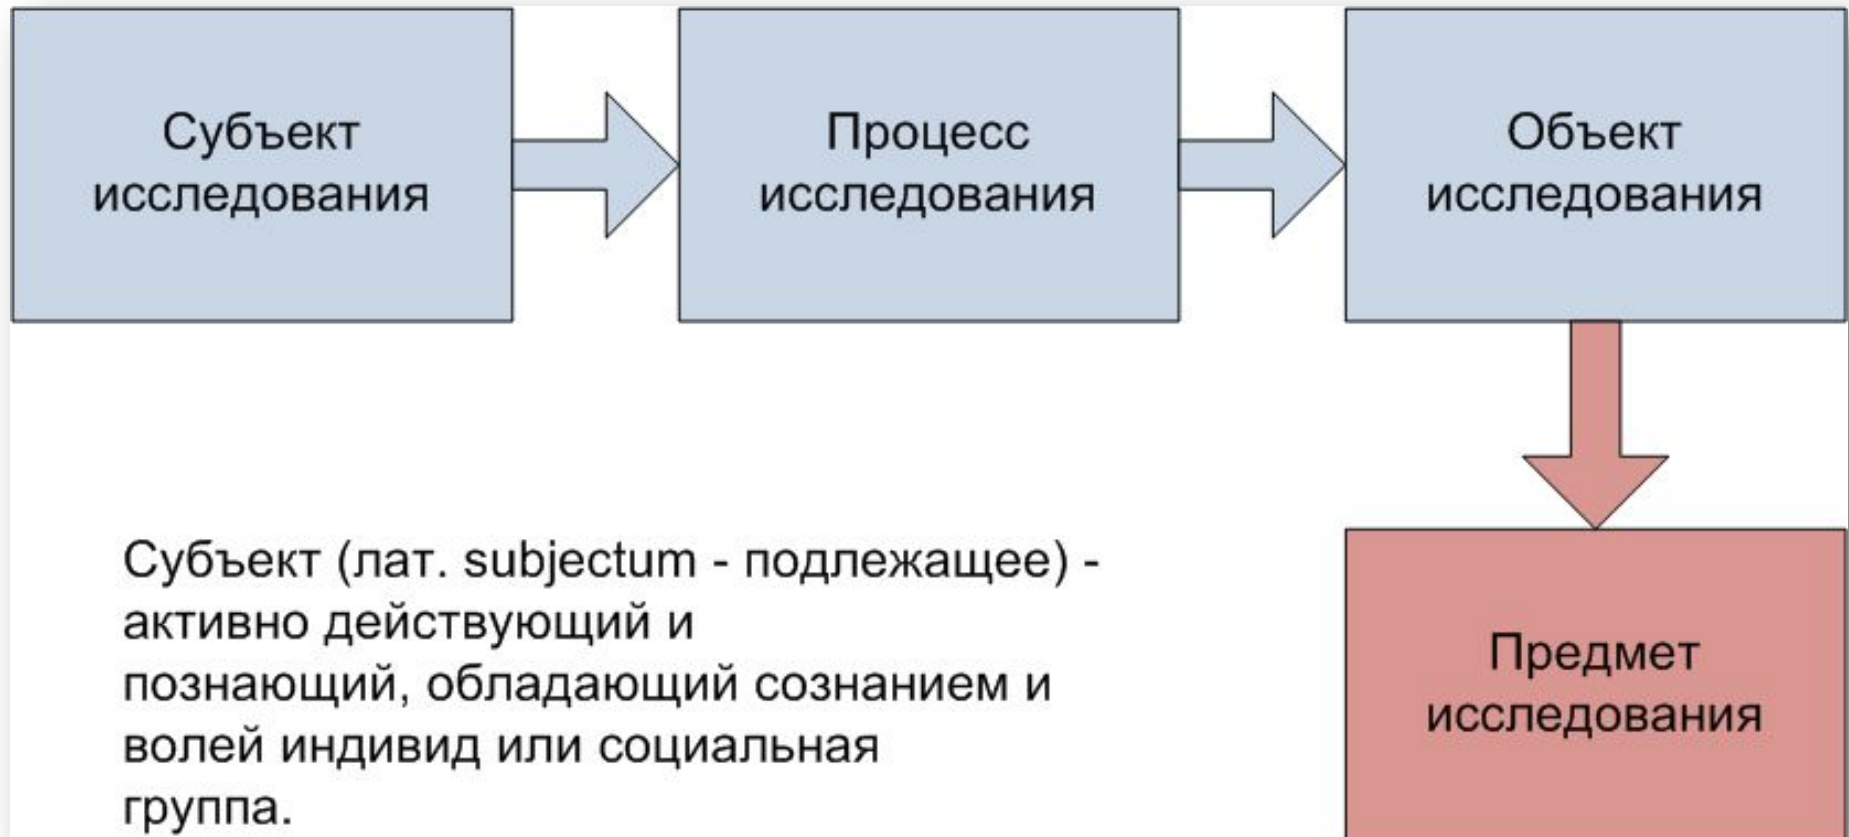 Субъект
исследования
Процесс
исследования
Объект
исследования
Субъект (лат. subjectum - подлежащее) -
активно действующий и
познающий, обладающий сознанием и
волей индивид или социальная
группа.
Предмет
исследования